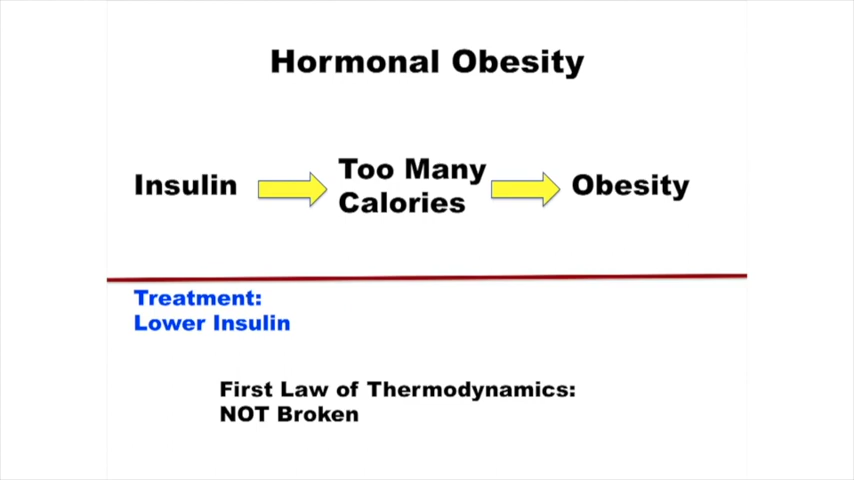 Hormonal Obesity
Insulin
Too Many
Calories
Obesity
Treatment:
Lower Insulin
First Law of Thermodynamics:
NOT Broken